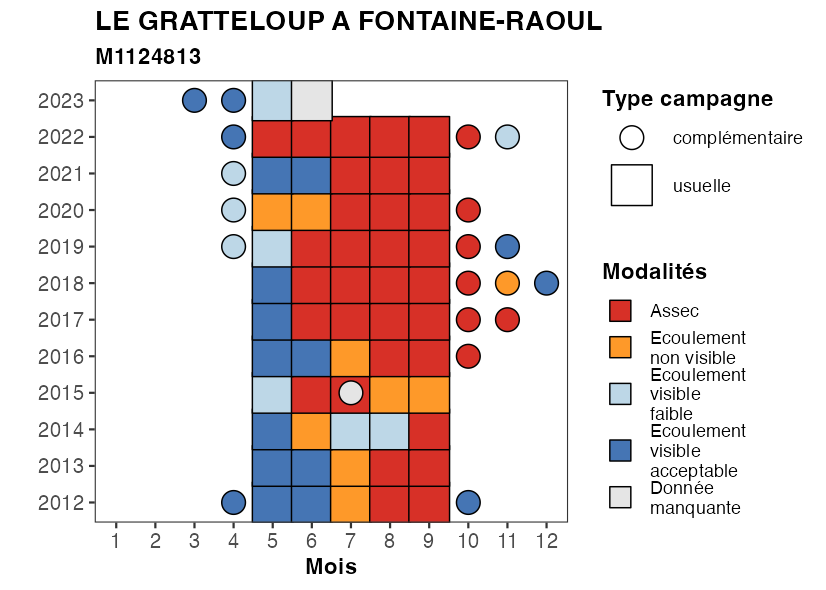 LE GRATTELOUP A FONTAINE-RAOUL
M1124813
2023
2022
2021
2020
2019
2018
2017
2016
2015
2014
2013
2012
1 2 3 4 5 6 7 8 9 10 11 12
Mois
Type campagne
complémentaire
usuelle
Modalités
Assec
Ecoulement
non visible
Ecoulement
visible
faible
Ecoulement
visible
acceptable
Donnée
manquante